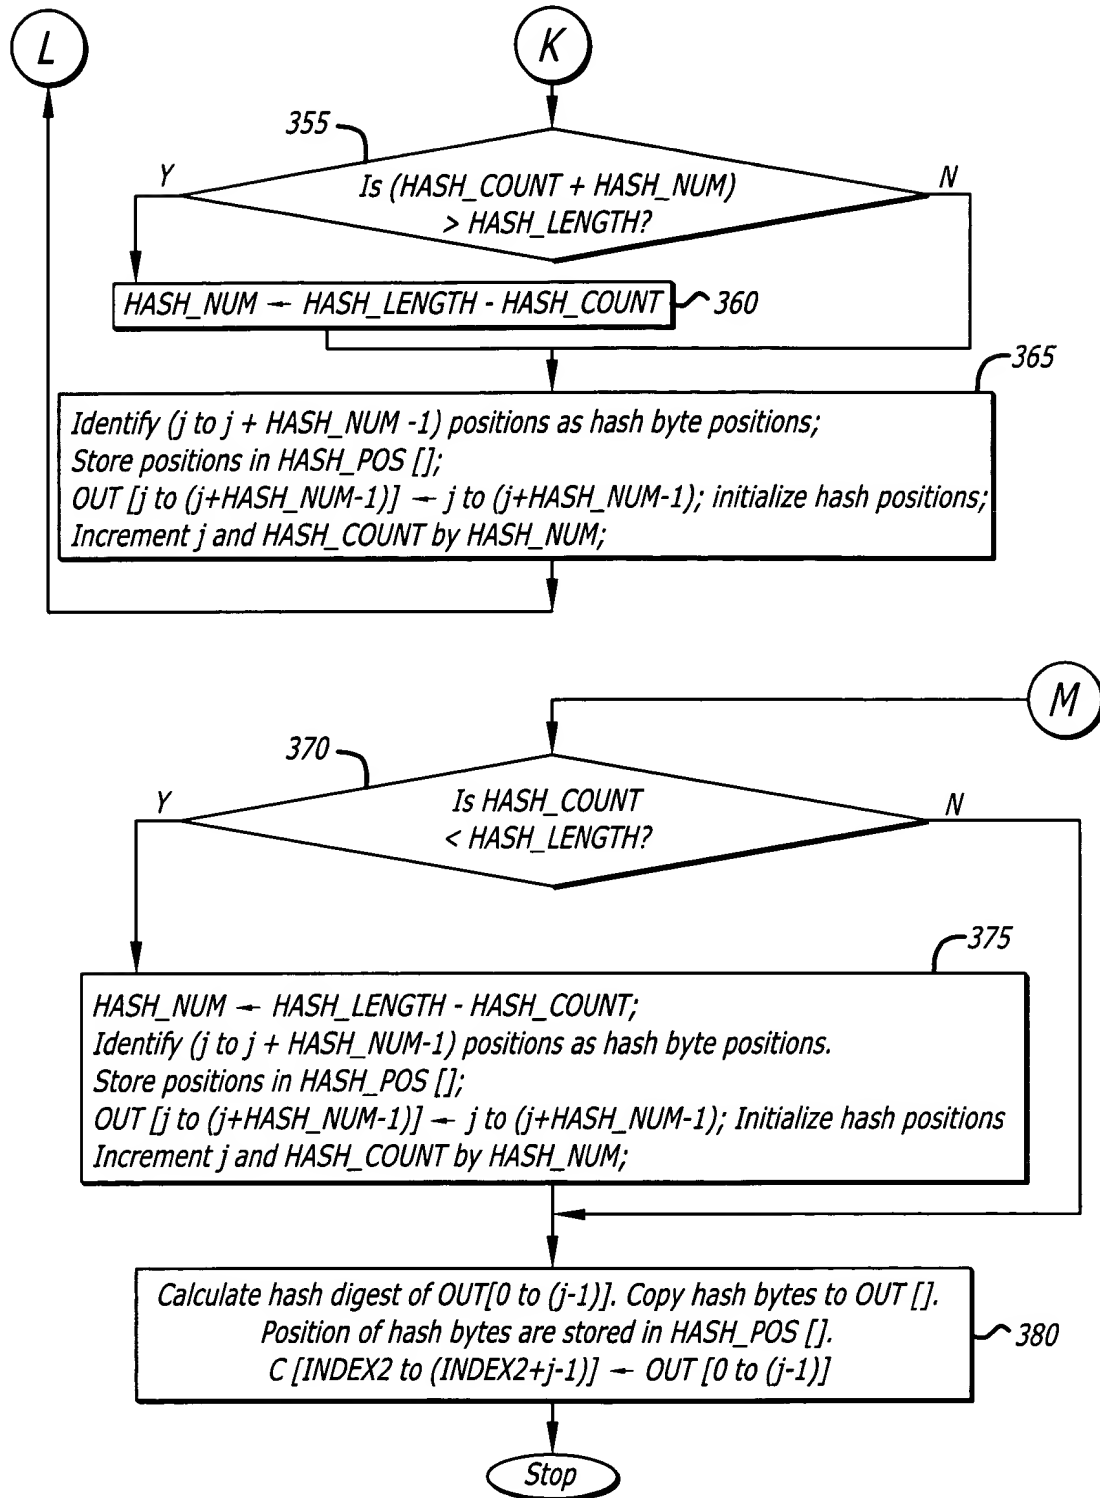 L
K
355
Y
N
Is (HASH_COUNT + HASH_NUM)
> HASH_LENGTH?
HASH_NUM ← HASH_LENGTH - HASH_COUNT
360
365
Identify (j to j + HASH_NUM -1) positions as hash byte positions;
Store positions in HASH_POS [];
OUT [j to (j+HASH_NUM-1)] ← j to (j+HASH_NUM-1); initialize hash positions;
Increment j and HASH_COUNT by HASH_NUM;
M
370
Y
N
Is HASH_COUNT
< HASH_LENGTH?
375
HASH_NUM ← HASH_LENGTH - HASH_COUNT;
Identify (j to j + HASH_NUM-1) positions as hash byte positions.
Store positions in HASH_POS [];
OUT [j to (j+HASH_NUM-1)] ← j to (j+HASH_NUM-1); Initialize hash positions
Increment j and HASH_COUNT by HASH_NUM;
Calculate hash digest of OUT[0 to (j-1)]. Copy hash bytes to OUT [].
Position of hash bytes are stored in HASH_POS [].
C [INDEX2 to (INDEX2+j-1)] ← OUT [0 to (j-1)]
380
Stop